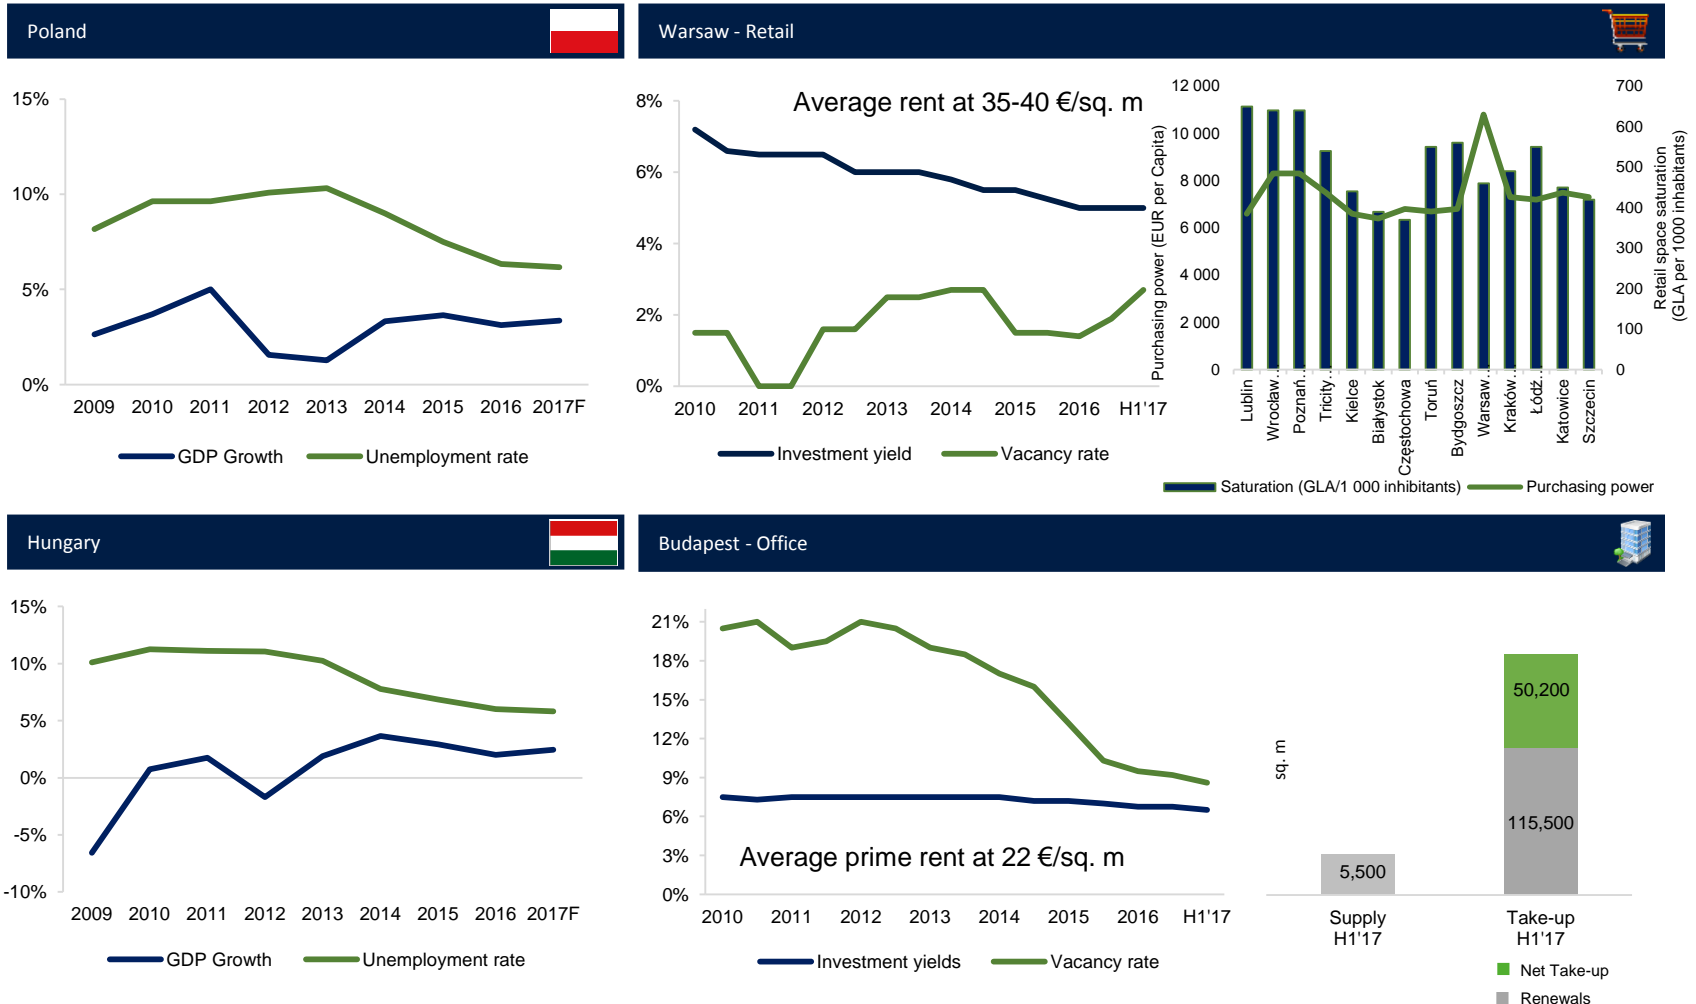 Poland
15%
10%
5%
0%
2009 2010 2011 2012 2013 2014 2015 2016 2017F
GDP Growth Unemployment rate
Warsaw - Retail
Average rent at 35-40 €/sq. m
8%
6%
4%
2%
0%
2010 2011 2012 2013 2014 2015 2016 H1'17
Investment yield Vacancy rate
Purchasing power (EUR per Capita)
12 000
10 000
8 000
6 000
4 000
2 000
0
700
600
500
400
300
200
100
0
Retail space saturation
(GLA per 1000 inhabitants)
Lublin
Wrocław…
Poznań…
Tricity…
Kielce
Białystok
Częstochowa
Toruń
Bydgoszcz
Warsaw…
Kraków…
Łódź…
Katowice
Szczecin
Saturation (GLA/1 000 inhibitants) Purchasing power
Hungary
15%
10%
5%
0%
-5%
-10%
2009 2010 2011 2012 2013 2014 2015 2016 2017F
GDP Growth Unemployment rate
Budapest - Office
21%
18%
15%
12%
9%
6%
3%
0%
Average prime rent at 22 €/sq. m
2010 2011 2012 2013 2014 2015 2016 H1'17
Investment yields Vacancy rate
sq. m
50,200
115,500
5,500
Supply
H1'17
Take-up
H1'17
Net Take-up
Renewals